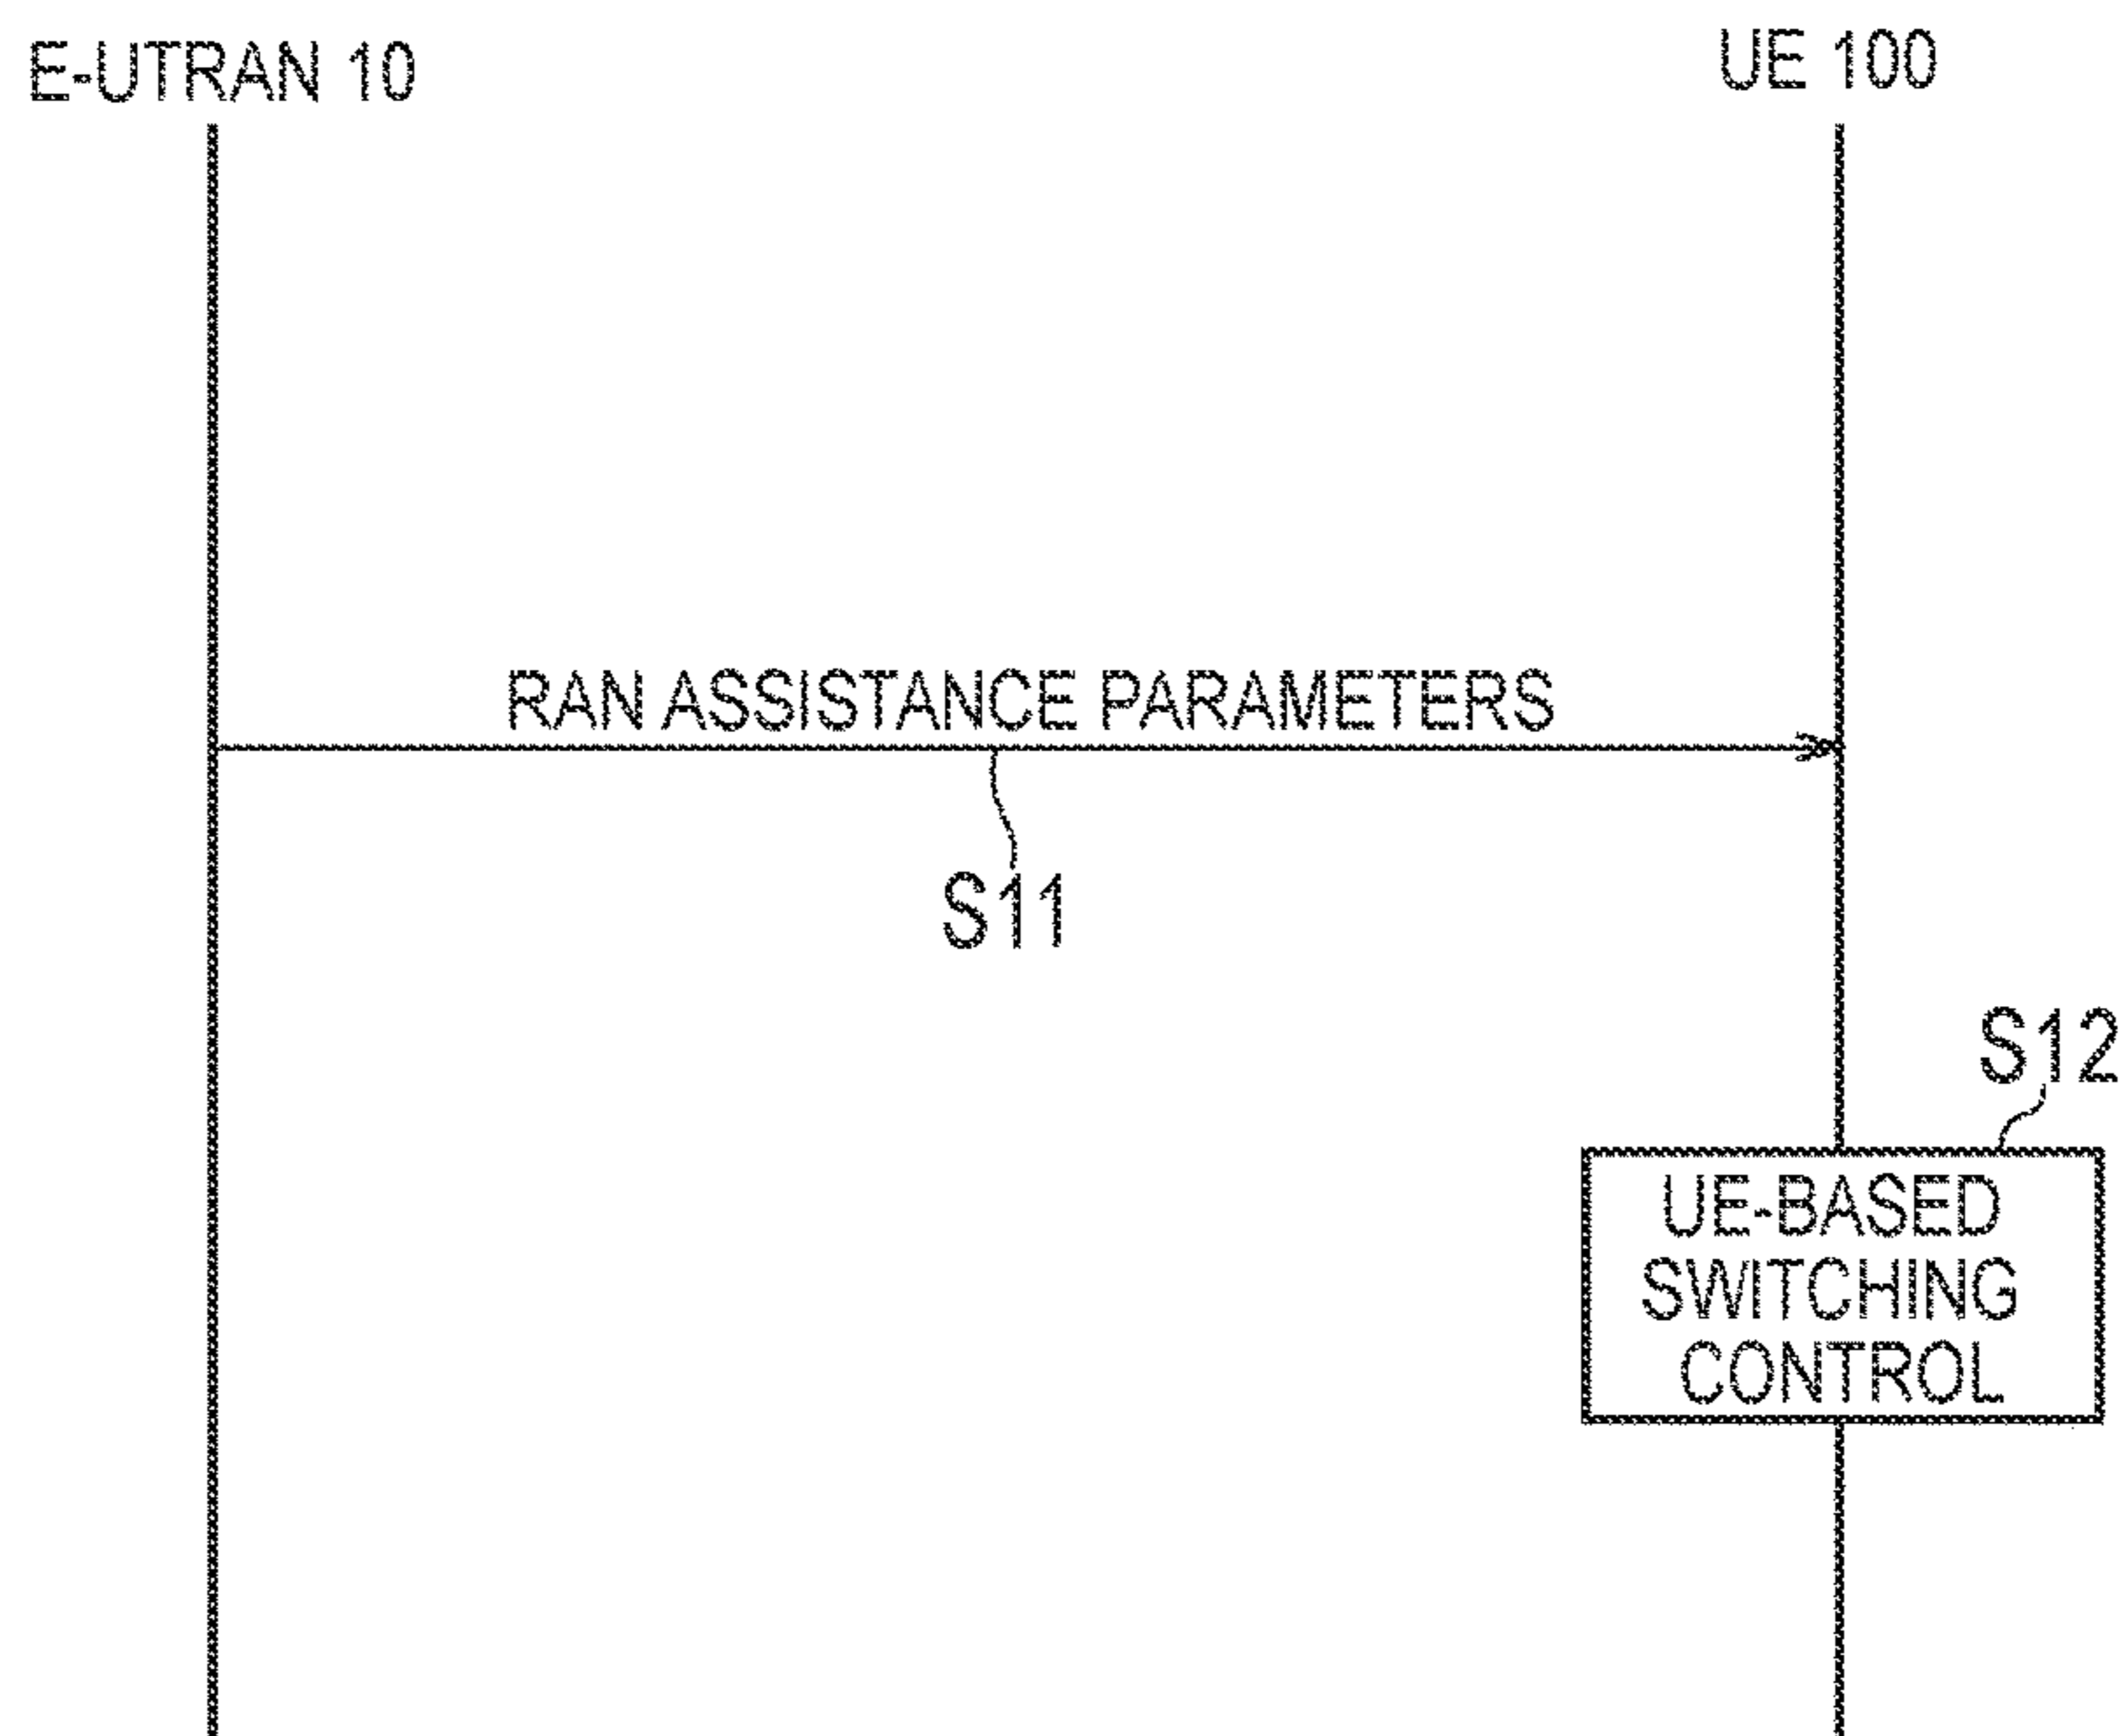 E-UTRAN 10
UE 100
RAN ASSISTANCE PARAMETERS
S11
S12
UE-BASED
SWITCHING
CONTROL